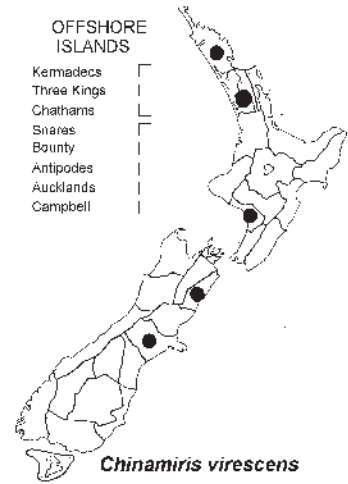 OFFSHORE
ISLANDS
Kermadecs
Three Kings
Chathams
Snares
Bounty
Antipodes
Aucklands
Campbell
Chinamiris virescens